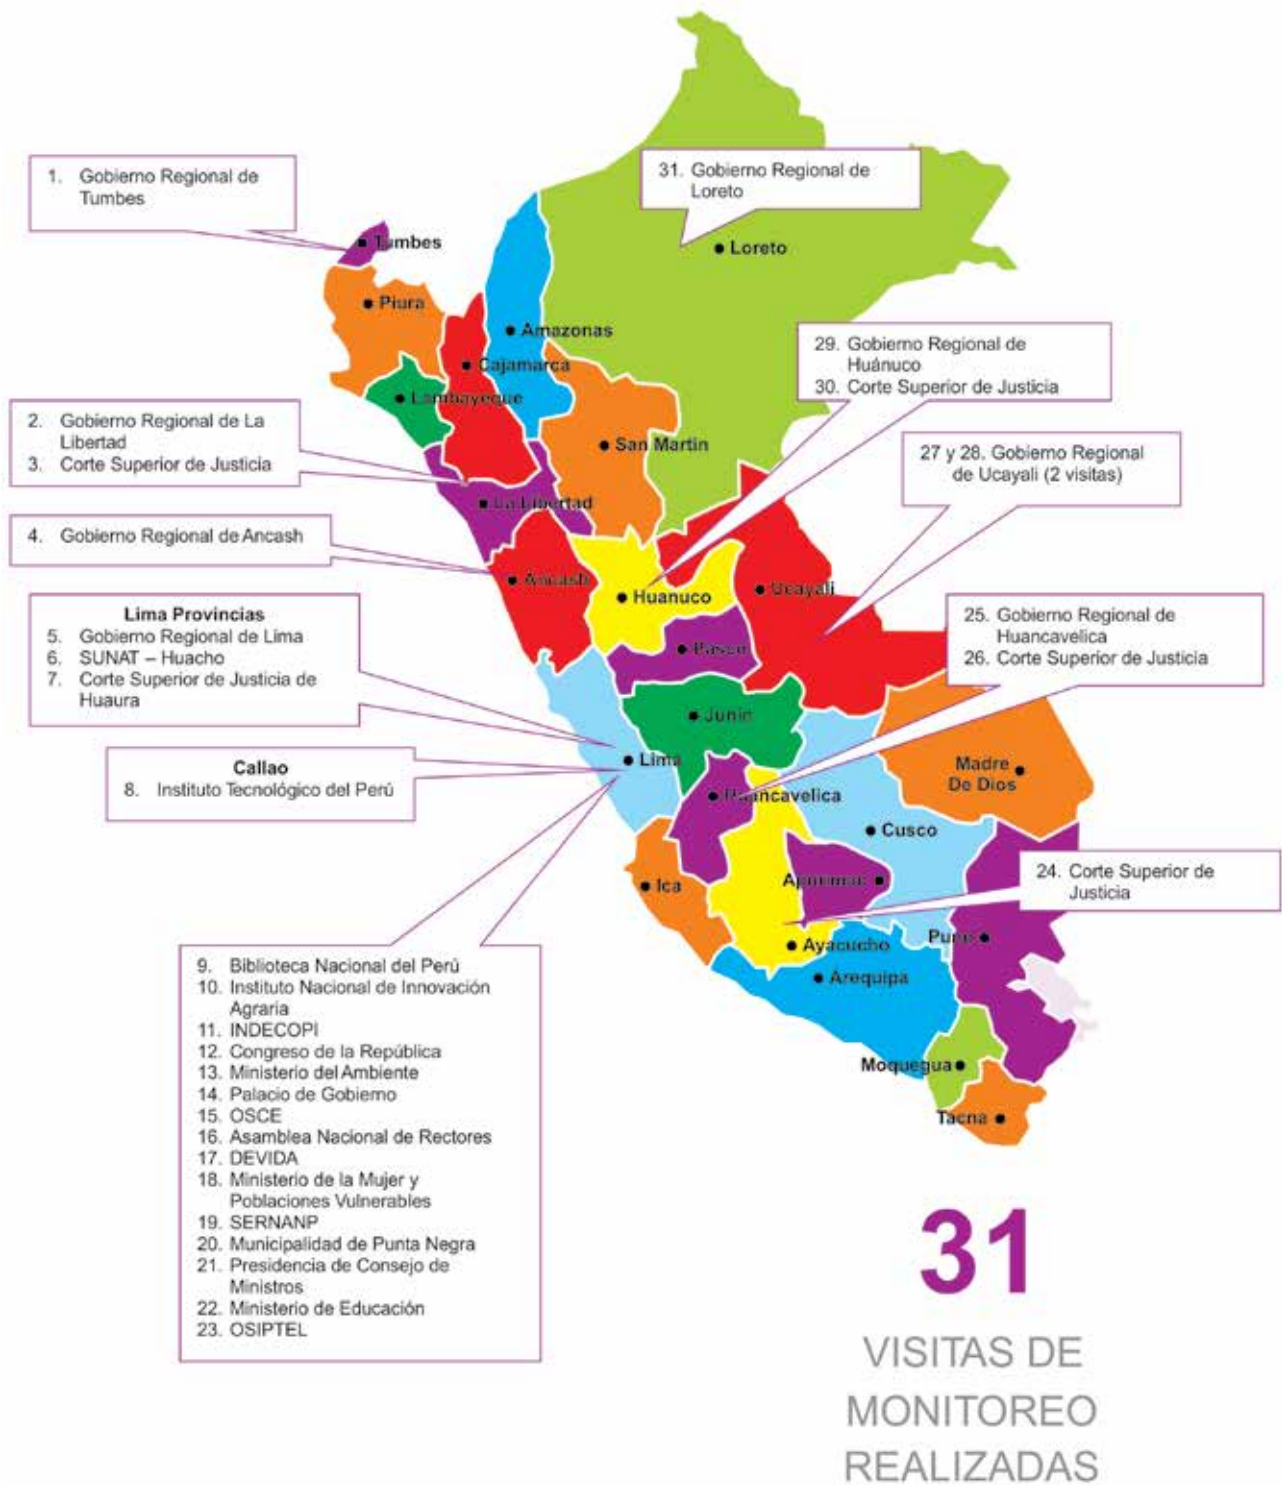 1. Gobierno Regional de
Tumbes
31. Gobierno Regional de
Loreto
Tumbes
Loreto
Piura
Amazonas
29. Gobierno Regional de
Huánuco
30. Corte Superior de Justicia
Cajamarca
Lambayeque
2. Gobierno Regional de La
Libertad
3. Corte Superior de Justicia
San Martin
27 y 28. Gobierno Regional
de Ucayali (2 visitas)
La Libertad
4. Gobierno Regional de Ancash
Ancash
Huanuco
Ucayali
Lima Provincias
5. Gobierno Regional de Lima
6. SUNAT – Huacho
7. Corte Superior de Justicia de
Huaura
25. Gobierno Regional de
Huancavelica
26. Corte Superior de Justicia
Pasco
Junin
Lima
Callao
8. Instituto Tecnológico del Perú
Madre
De Dios
Huancavelica
Cusco
24. Corte Superior de
Justicia
Ica
Apurimac
Ayacucho
Puno
Arequipa
9. Biblioteca Nacional del Perú
10. Instituto Nacional de Innovación
Agraria
11. INDECOPI
12. Congreso de la República
13. Ministerio del Ambiente
14. Palacio de Gobierno
15. OSCE
16. Asamblea Nacional de Rectores
17. DEVIDA
18. Ministerio de la Mujer y
Poblaciones Vulnerables
19. SERNANP
20. Municipalidad de Punta Negra
21. Presidencia de Consejo de
Ministros
22. Ministerio de Educación
23. OSIPTEL
Moquegua
Tacna
31
VISITAS DE
MONITOREO
REALIZADAS